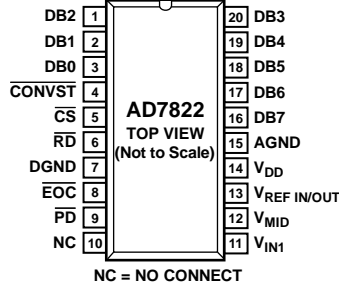 DB2 1 20 DB3
DB1 2 19 DB4
DB0 3 18 DB5
CONVST 4 17 DB6
CS 5 AD7822 16 DB7
RD 6 TOP VIEW 15 AGND
DGND 7 (Not to Scale) 14 VDD
EOC 8 13 VREF IN/OUT
PD 9 12 VMID
NC 10 11 VIN1
NC = NO CONNECT